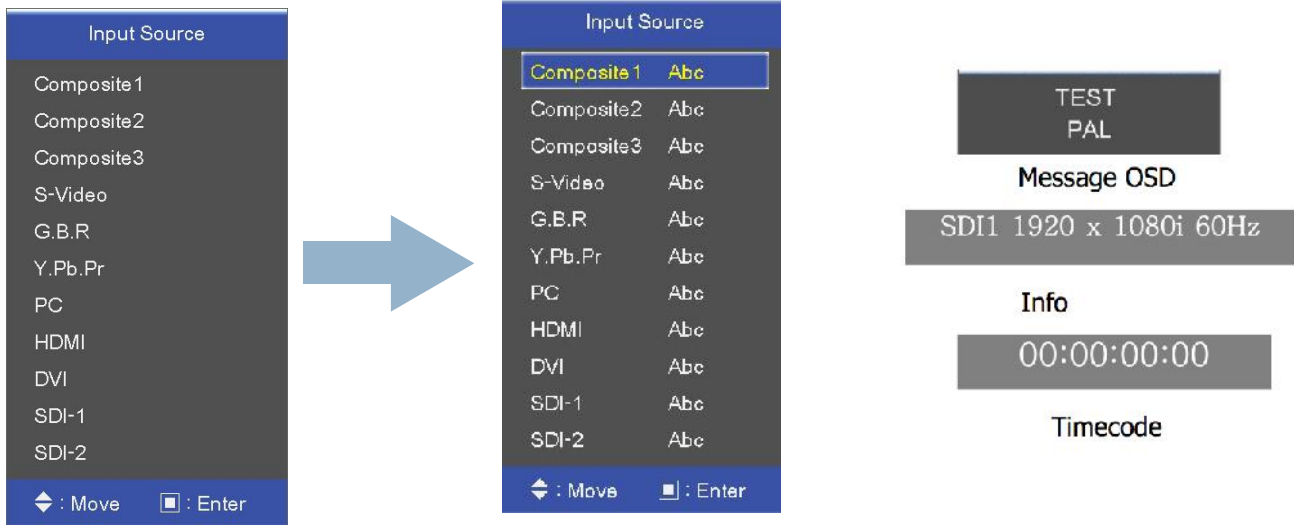 Input Source
Composite1
Composite2
Composite3
S-Video
G.B.R
Y.Pb.Pr
PC
HDMI
DVI
SDI-1
SDI-2
: Move : Enter
Input Source
Composite1 Abc
Composite2 Abc
Composite3 Abc
S-Video Abc
G.B.R Abc
Y.Pb.Pr Abc
PC Abc
HDMI Abc
DVI Abc
SDI-1 Abc
SDI-2 Abc
: Move : Enter
TEST
PAL
Message OSD
SDI1 1920 x 1080i 60Hz
Info
00:00:00:00
Timecode